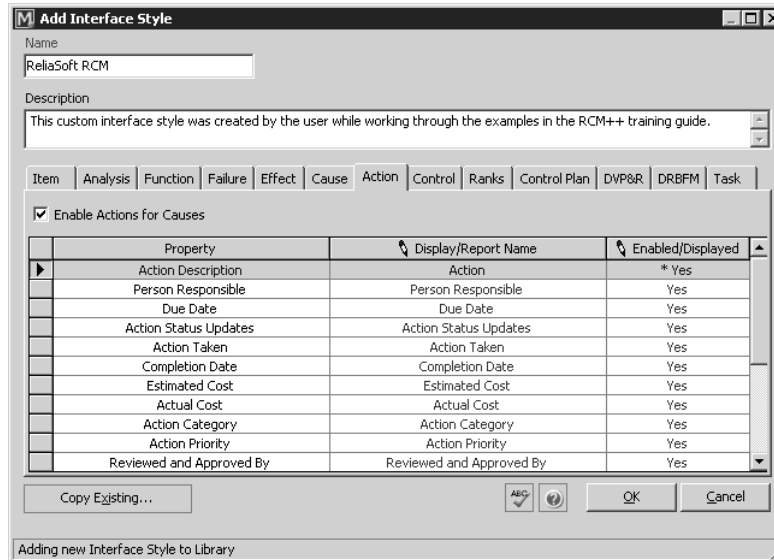 M Add Interface Style
Name
ReliaSoft RCM
Description
This custom interface style was created by the user while working through the examples in the RCM++ training guide.
Item Analysis Function Failure Effect Cause Action Control Ranks Control Plan DVP&R DRBFM Task
Enable Actions for Causes
Property Display/Report Name Enabled/Displayed
Action Description Action * Yes
Person Responsible Person Responsible Yes
Due Date Due Date Yes
Action Status Updates Action Status Updates Yes
Action Taken Action Taken Yes
Completion Date Completion Date Yes
Estimated Cost Estimated Cost Yes
Actual Cost Actual Cost Yes
Action Category Action Category Yes
Action Priority Action Priority Yes
Reviewed and Approved By Reviewed and Approved By Yes
Copy Existing... ABC ? OK Cancel
Adding new Interface Style to Library